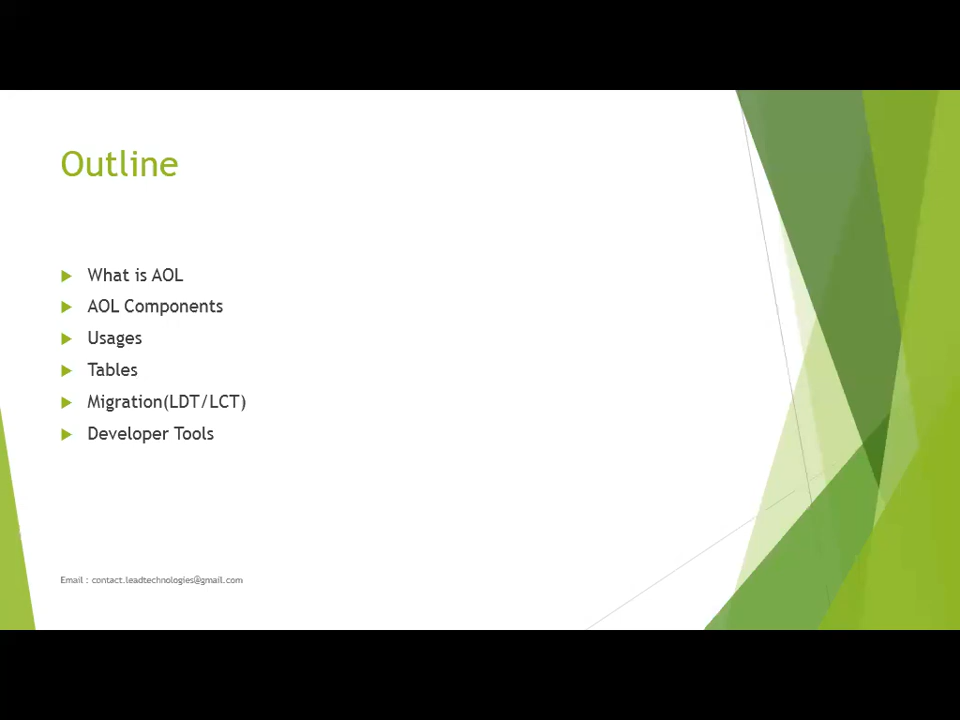 Outline
What is AOL
AOL Components
Usages
Tables
Migration(LDT/LCT)
Developer Tools
Email : contact.leadtechnologies@gmail.com